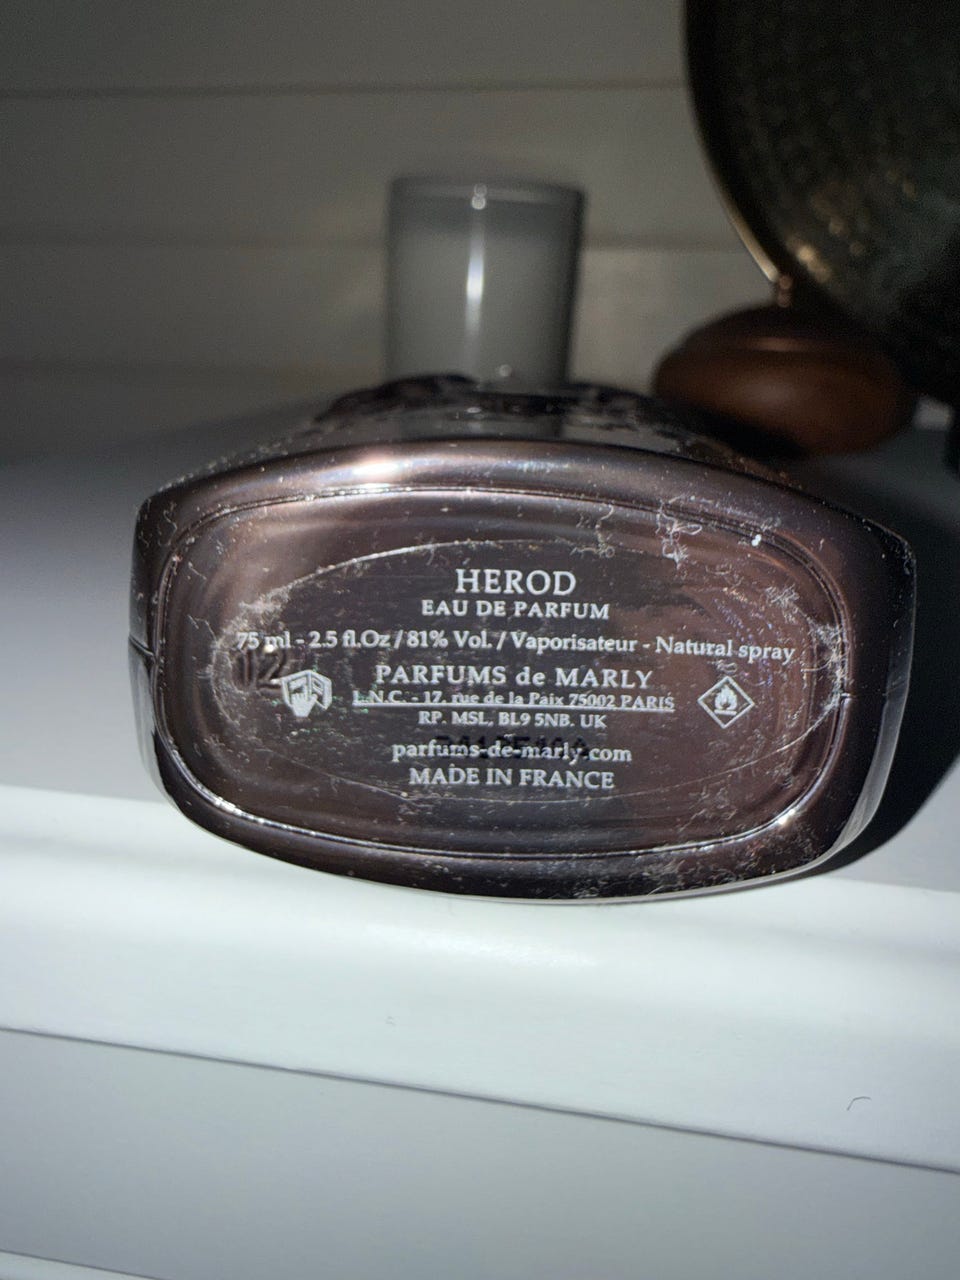 HEROD
EAU DE PARFUM
75 ml - 2.5 fl.Oz / 81% Vol. / Vaporisateur - Natural spray
12
PARFUMS de MARLY
L.N.C. - 17, rue de la Paix 75002 PARIS
RP. MSL, BL9 5NB. UK
parfums-de-marly.com
MADE IN FRANCE